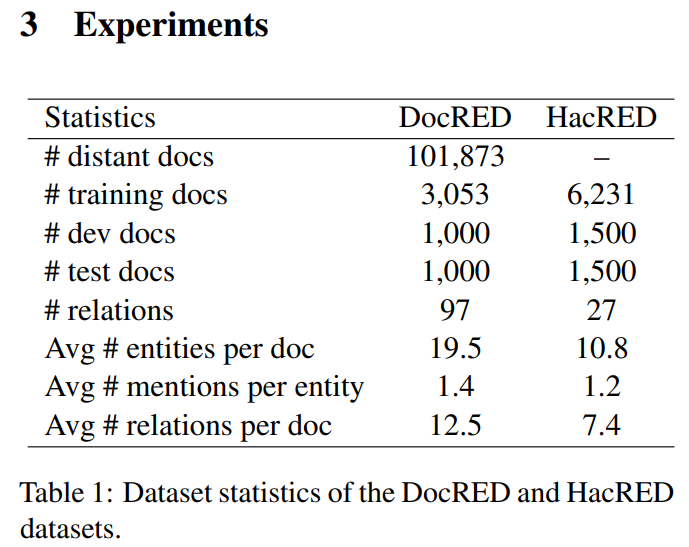 3 Experiments
Statistics DocRED HacRED
# distant docs 101,873 –
# training docs 3,053 6,231
# dev docs 1,000 1,500
# test docs 1,000 1,500
# relations 97 27
Avg # entities per doc 19.5 10.8
Avg # mentions per entity 1.4 1.2
Avg # relations per doc 12.5 7.4
Table 1: Dataset statistics of the DocRED and HacRED
datasets.